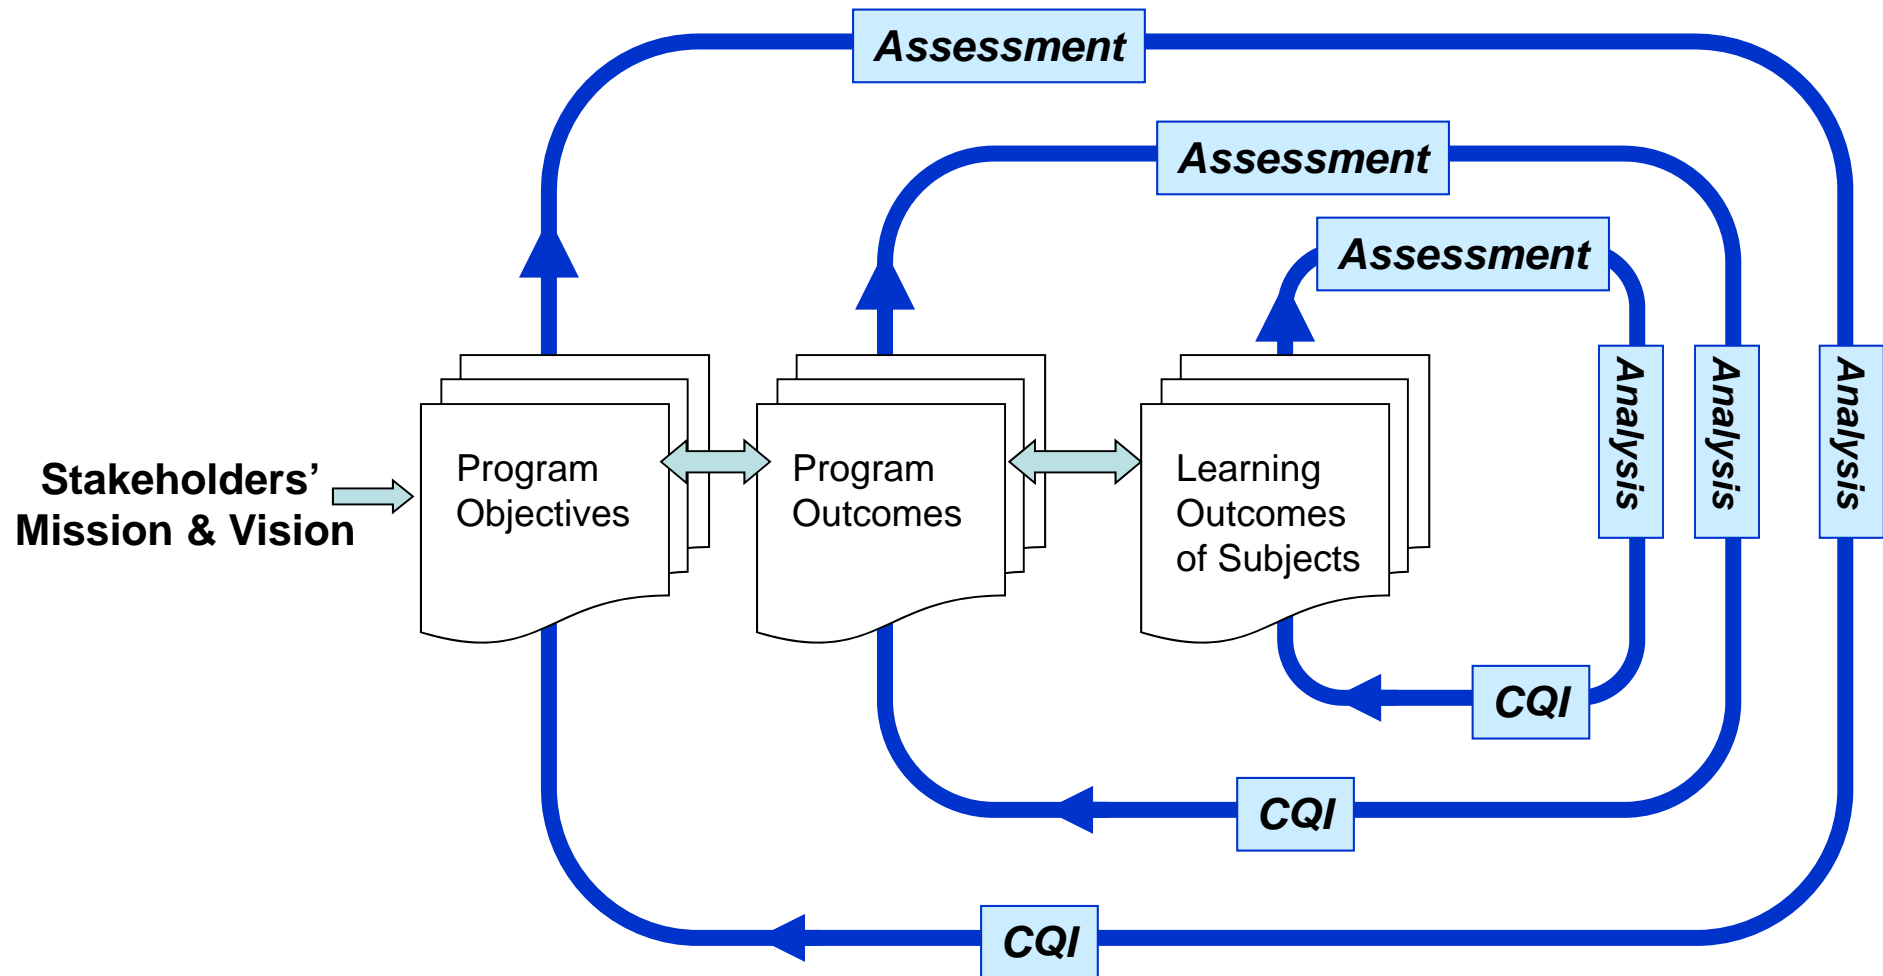 Assessment
Assessment
Assessment
Analysis
Analysis
Analysis
Stakeholders’
Mission & Vision
Program
Objectives
Program
Outcomes
Learning
Outcomes
of Subjects
CQI
CQI
CQI